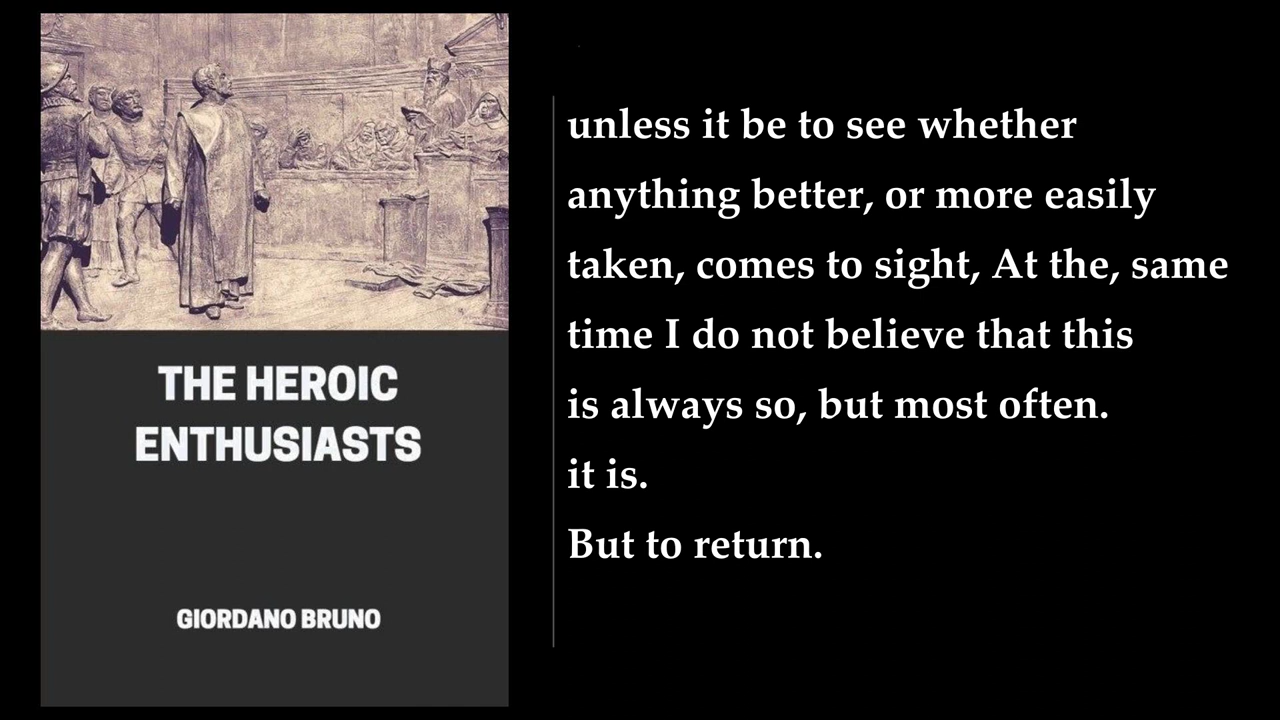 THE HEROIC
ENTHUSIASTS
GIORDANO BRUNO
unless it be to see whether
anything better, or more easily
taken, comes to sight, At the, same
time I do not believe that this
is always so, but most often.
it is.
But to return.